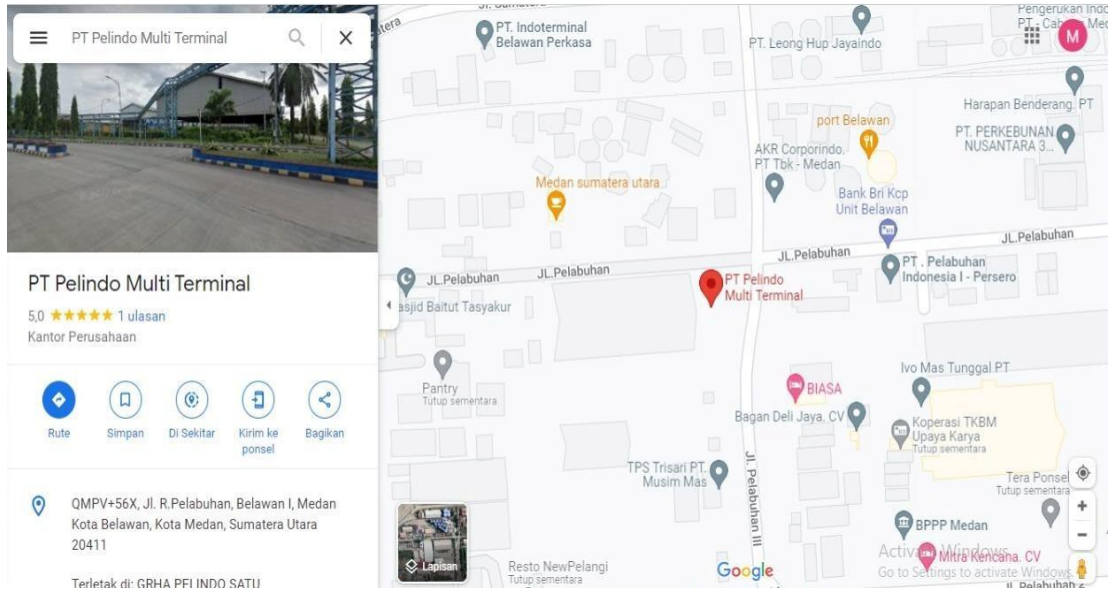 PT Pelindo Multi Terminal
PT Pelindo Multi Terminal
5,0 ★★★★★ 1 ulasan
Kantor Perusahaan
Rute
Simpan
Di Sekitar
Kirim ke
ponsel
Bagikan
QMPV+56X, Jl. R.Pelabuhan, Belawan I, Medan
Kota Belawan, Kota Medan, Sumatera Utara
20411
Terletak di: GRHA PELINDO SATU
PT. Indoterminal
Belawan Perkasa
PT. Leong Hup Jayaindo
M
Harapan Benderang. PT
PT. PERKEBUNAN
NUSANTARA 3...
port Belawan
AKR Corporindo.
PT Tbk - Medan
Medan sumatera utara
Bank Bri Kcp
Unit Belawan
JL.Pelabuhan
JL.Pelabuhan
JL.Pelabuhan
JL.Pelabuhan
PT . Pelabuhan
Indonesia I - Persero
PT Pelindo
Multi Terminal
asjid Baitut Tasyakur
Pantry
Tutup sementara
BIASA
Ivo Mas Tunggal PT
Bagan Deli Jaya. CV
Koperasi TKBM
Upaya Karya
Tutup sementara
TPS Trisari PT.
Musim Mas
Jl. Pelabuhan III
Tera Ponsel
Tutup sementara
BPPP Medan
Mitra Kencana. CV
Lapisan
Resto NewPelangi
Tutup sementara
Google
Activate Windows
Go to Settings to activate Windows.